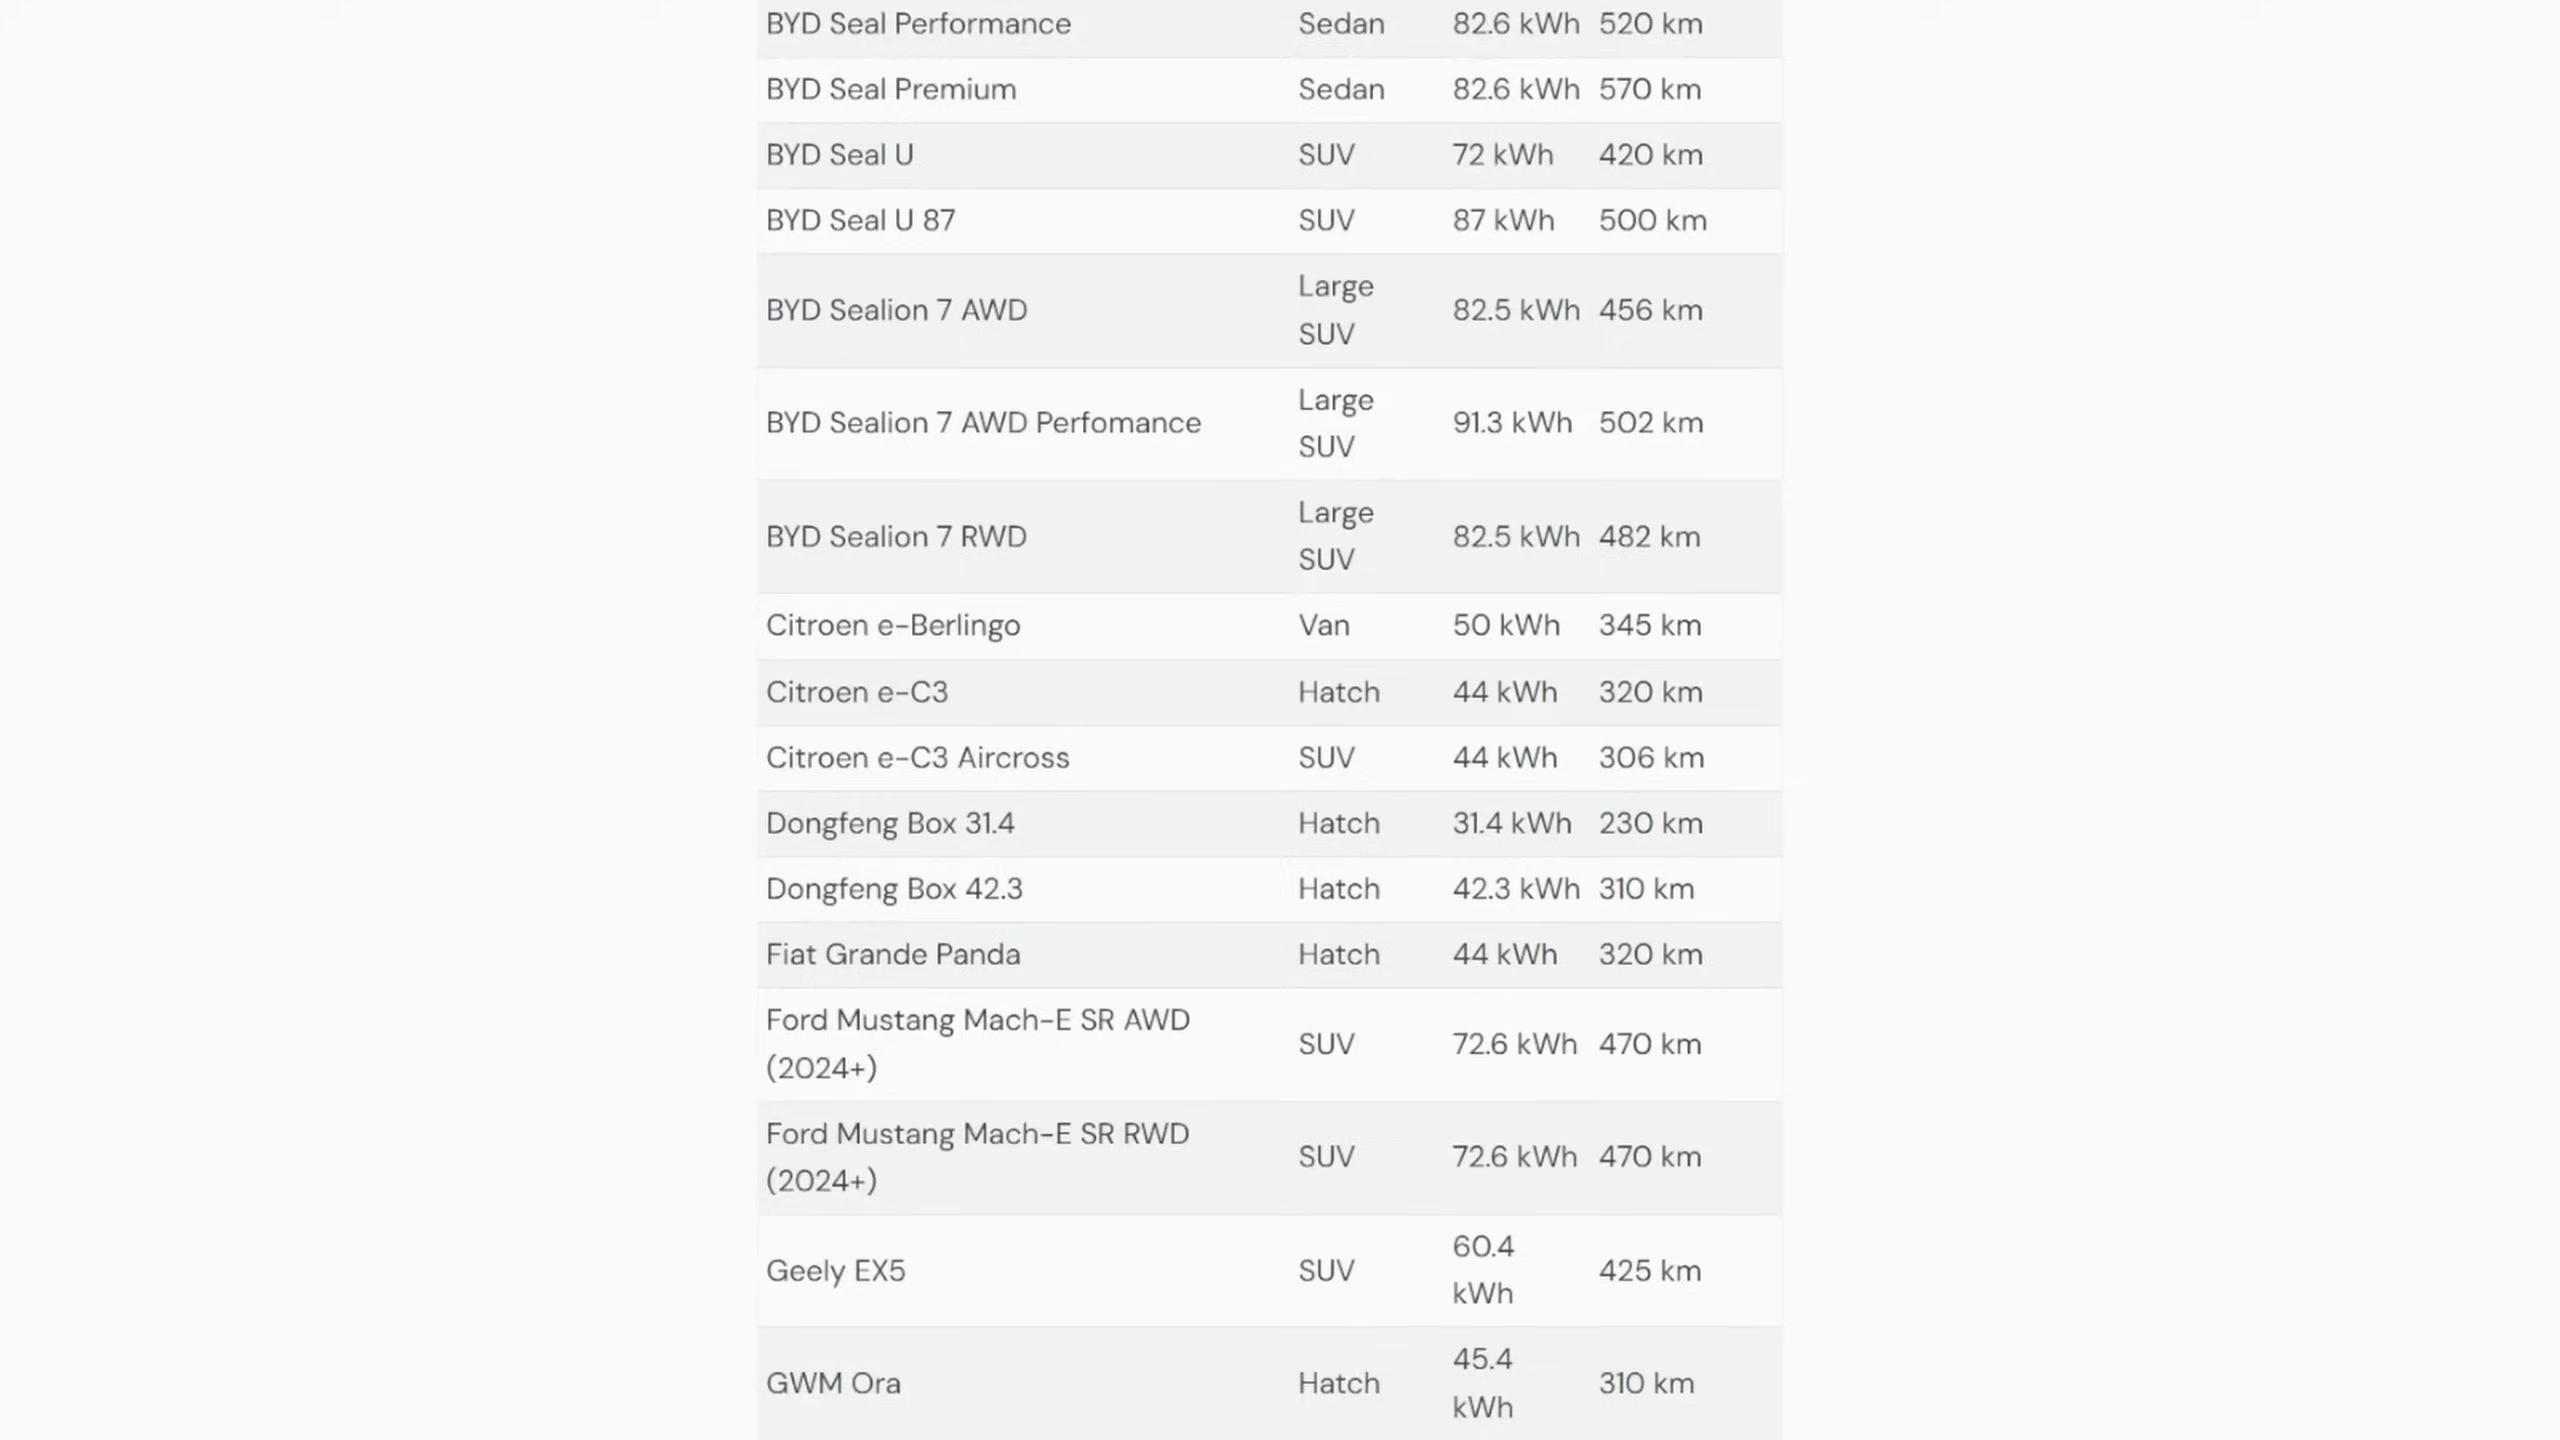 BYD Seal Performance Sedan 82.6 kWh 520 km
BYD Seal Premium Sedan 82.6 kWh 570 km
BYD Seal U SUV 72 kWh 420 km
BYD Seal U 87 SUV 87 kWh 500 km
BYD Sealion 7 AWD Large SUV 82.5 kWh 456 km
BYD Sealion 7 AWD Perfomance Large SUV 91.3 kWh 502 km
BYD Sealion 7 RWD Large SUV 82.5 kWh 482 km
Citroen e-Berlingo Van 50 kWh 345 km
Citroen e-C3 Hatch 44 kWh 320 km
Citroen e-C3 Aircross SUV 44 kWh 306 km
Dongfeng Box 31.4 Hatch 31.4 kWh 230 km
Dongfeng Box 42.3 Hatch 42.3 kWh 310 km
Fiat Grande Panda Hatch 44 kWh 320 km
Ford Mustang Mach-E SR AWD (2024+) SUV 72.6 kWh 470 km
Ford Mustang Mach-E SR RWD (2024+) SUV 72.6 kWh 470 km
Geely EX5 SUV 60.4 kWh 425 km
GWM Ora Hatch 45.4 kWh 310 km